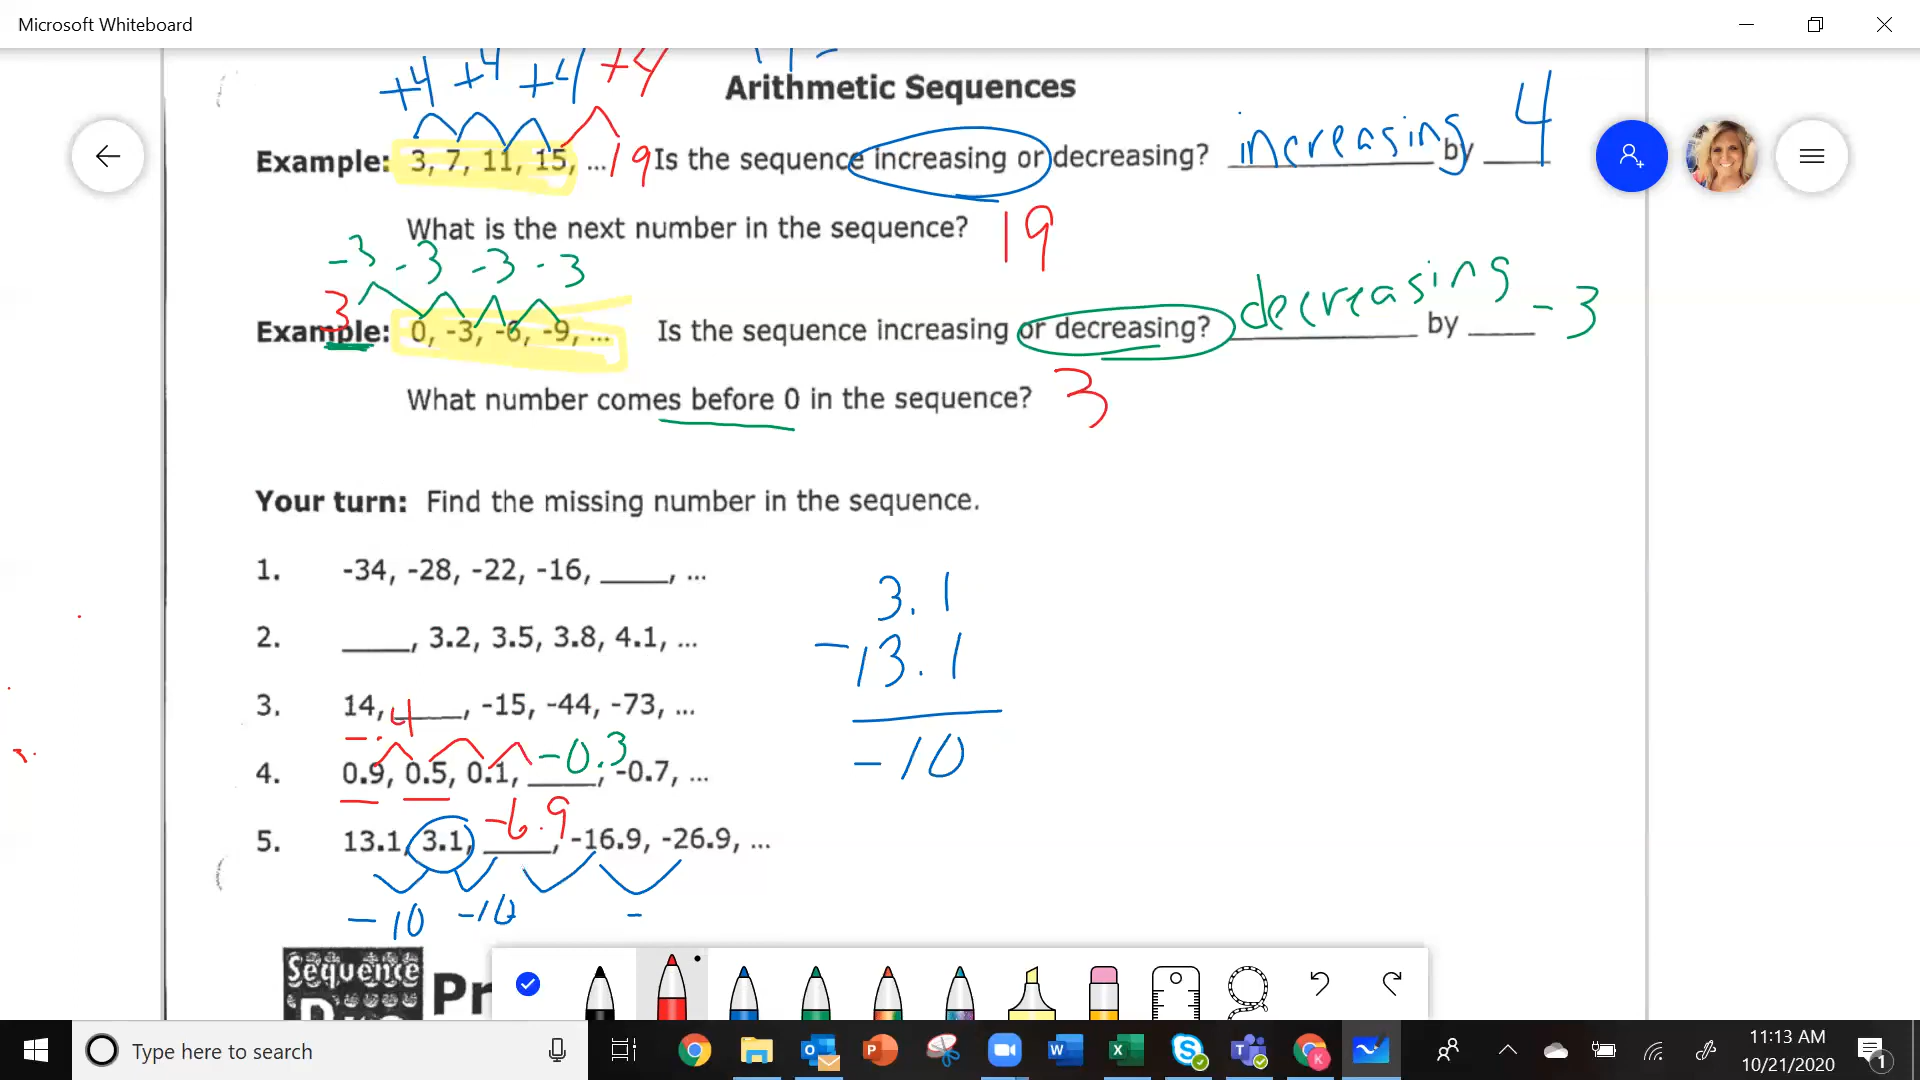 Microsoft Whiteboard
+4 +4 +4 +4
Arithmetic Sequences
Example: 3, 7, 11, 15, ... 19 Is the sequence increasing or decreasing? increasing by 4
What is the next number in the sequence? 19
-3 -3 -3 -3
3
Example: 0, -3, -6, -9, ... Is the sequence increasing or decreasing? decreasing by -3
What number comes before 0 in the sequence? 3
Your turn: Find the missing number in the sequence.
1. -34, -28, -22, -16, ____, ...
2. ____, 3.2, 3.5, 3.8, 4.1, ...
3. 14, ____, -15, -44, -73, ...
-.4
4. 0.9, 0.5, 0.1, -0.3, -0.7, ...
5. 13.1, 3.1, -6.9, -16.9, -26.9, ...
-10 -10 -
3.1
-13.1
-10
Sequence
Pr
Type here to search
11:13 AM
10/21/2020
1